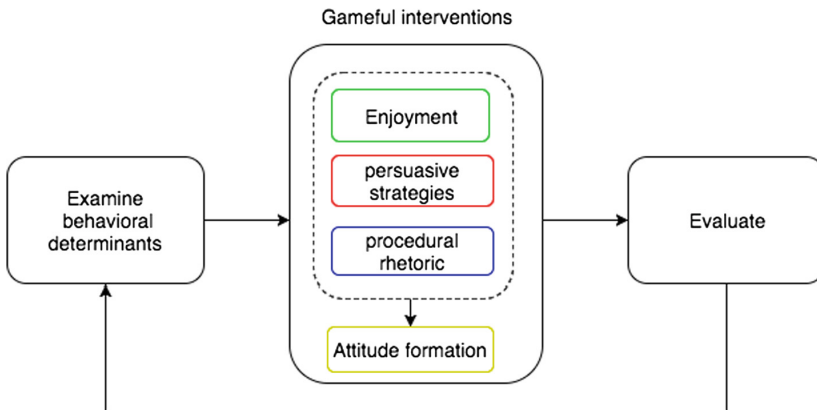 Gameful interventions
Enjoyment
persuasive
strategies
procedural
rhetoric
Attitude formation
Examine
behavioral
determinants
Evaluate